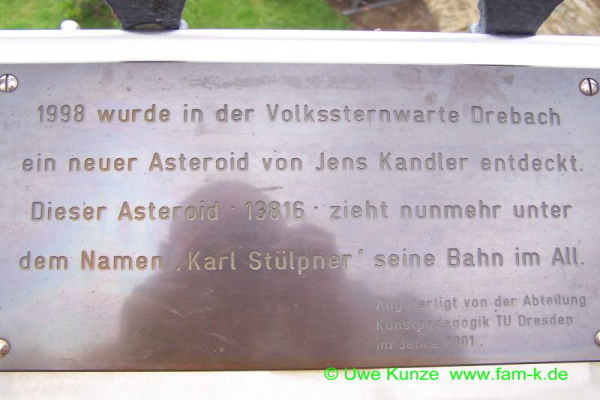 1998 wurde in der Volkssternwarte Drebach
ein neuer Asteroid von Jens Kandler entdeckt.
Dieser Asteroid · 13816 · zieht nunmehr unter
dem Namen ‚Karl Stülpner‘ seine Bahn im All.
Angefertigt von der Abteilung
Kunstpädagogik TU Dresden
im Jahre 2001.
© Uwe Kunze www.fam-k.de